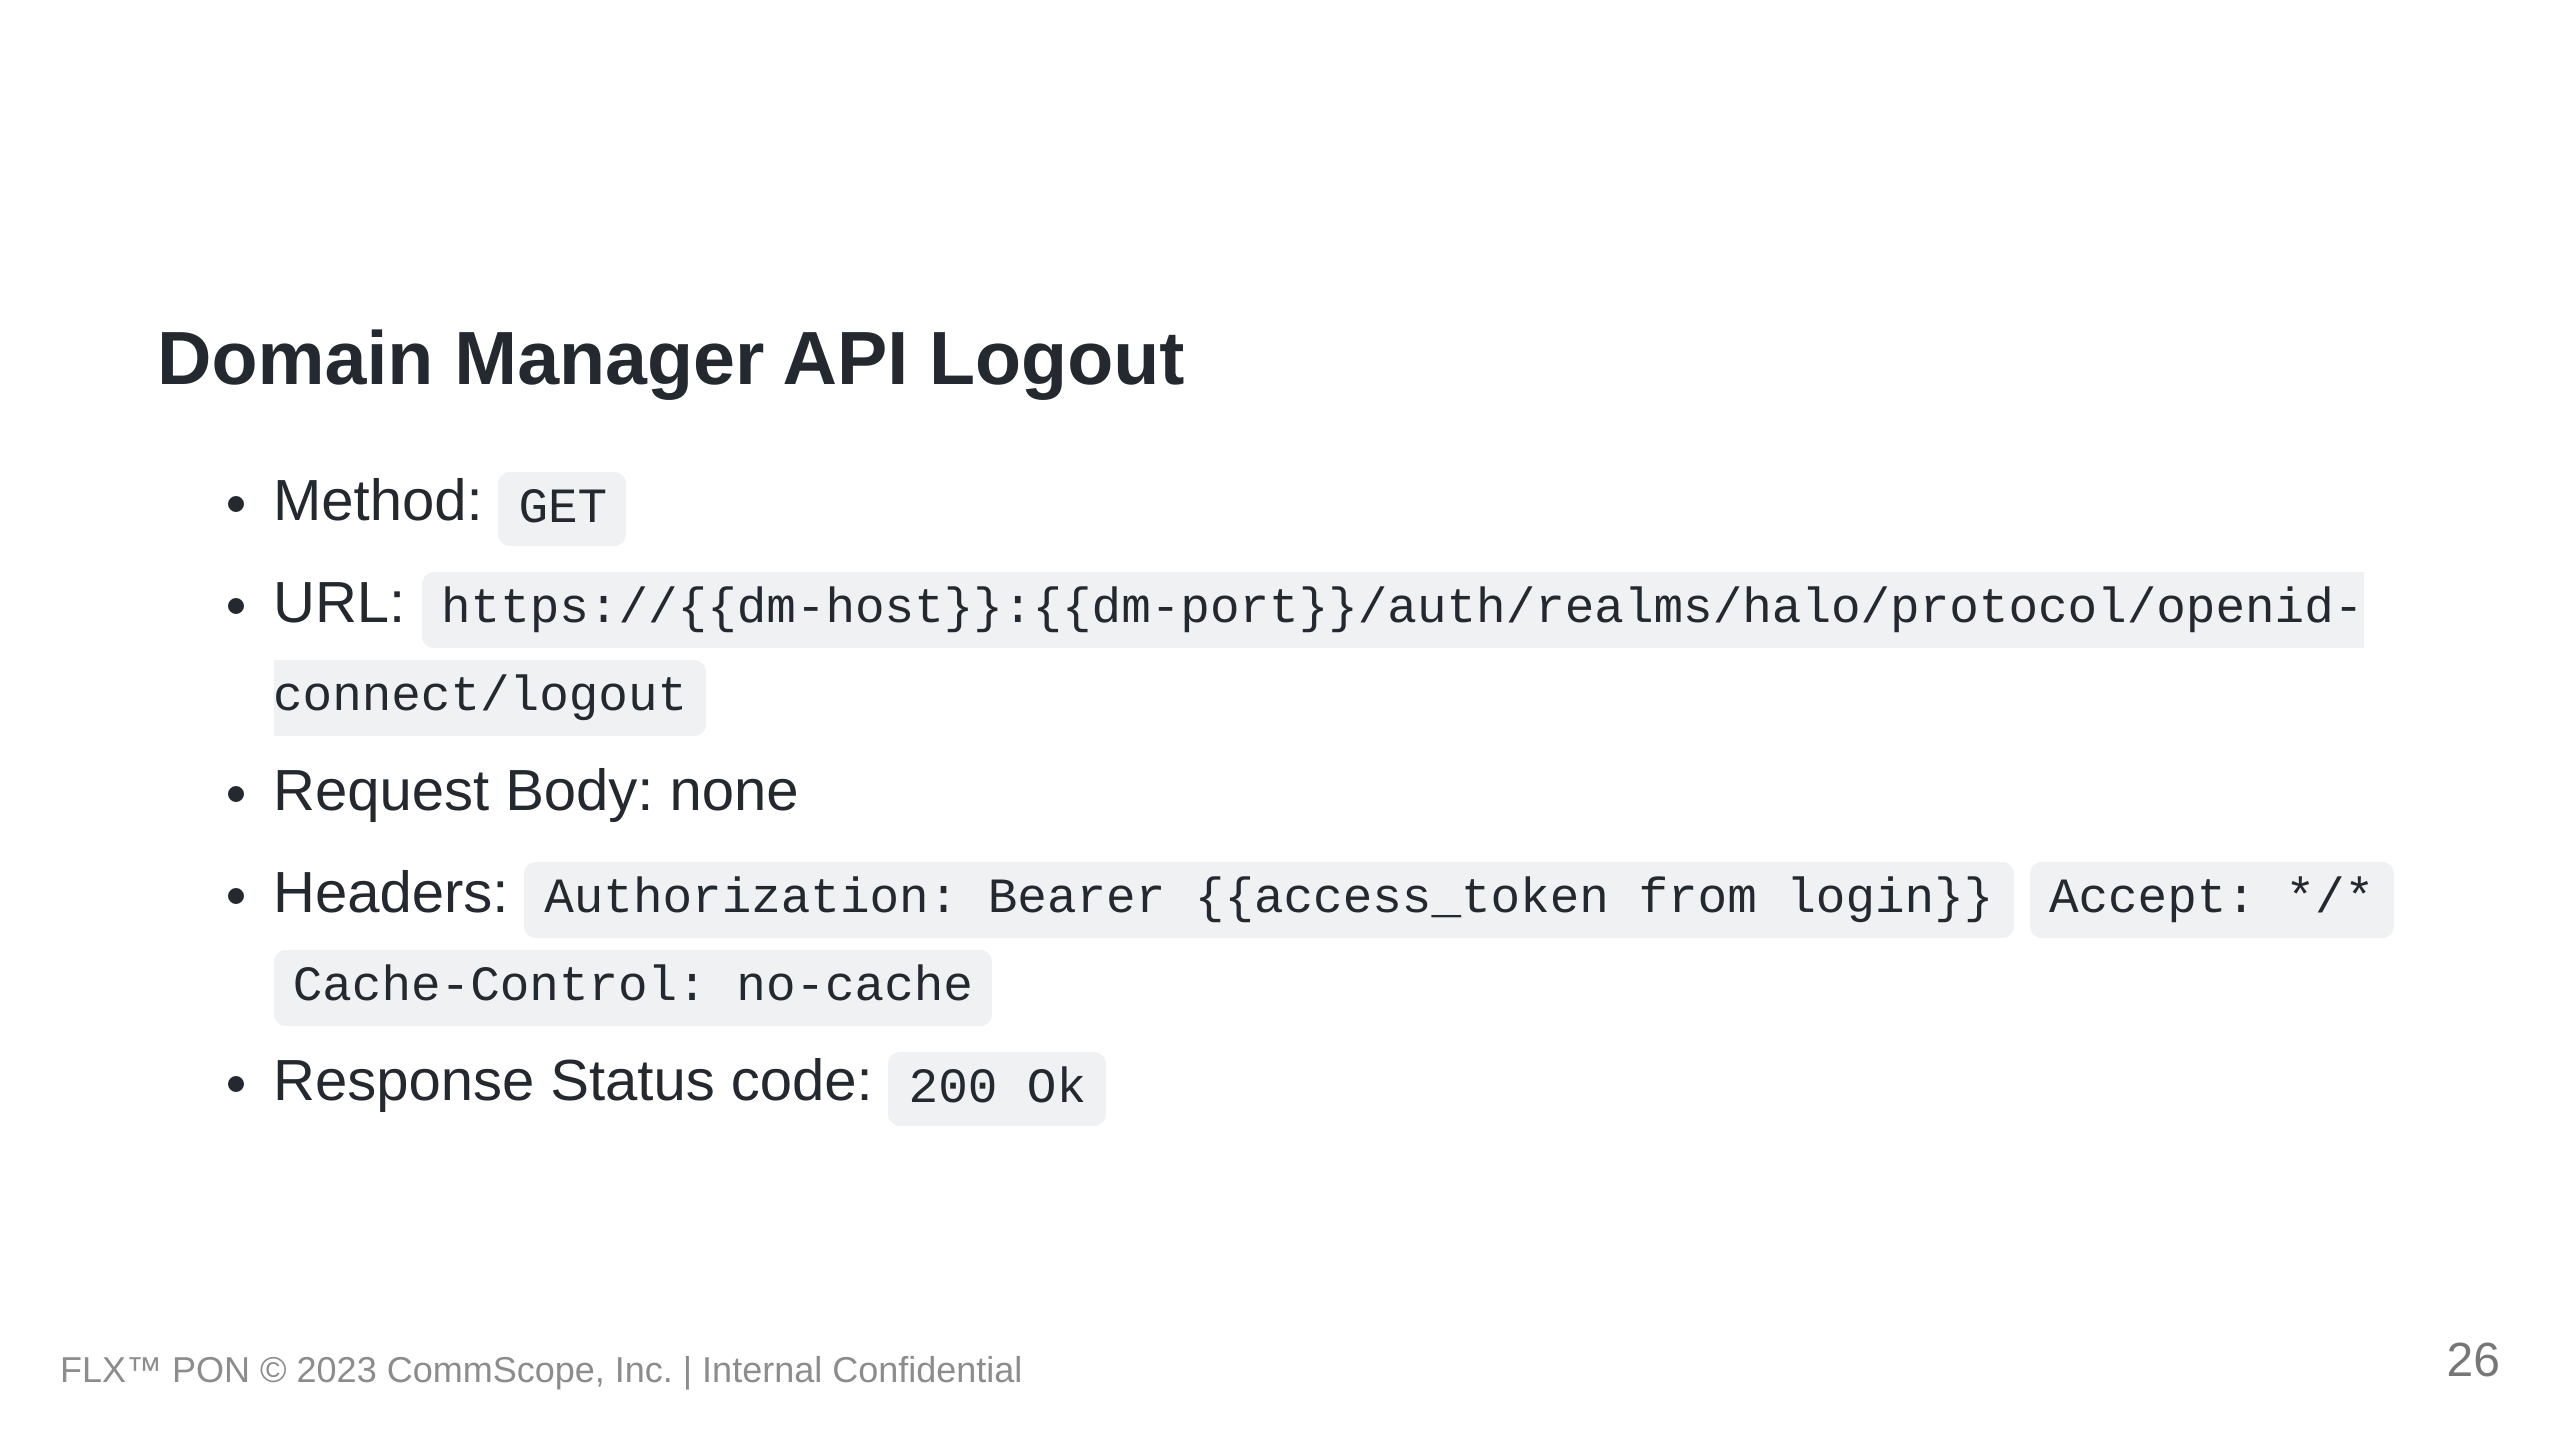 Domain Manager API Logout
• Method: GET
• URL: https://{{dm-host}}:{{dm-port}}/auth/realms/halo/protocol/openid-
connect/logout
• Request Body: none
• Headers: Authorization: Bearer {{access_token from login}} Accept: */*
Cache-Control: no-cache
• Response Status code: 200 Ok
FLX™ PON © 2023 CommScope, Inc. | Internal Confidential
26